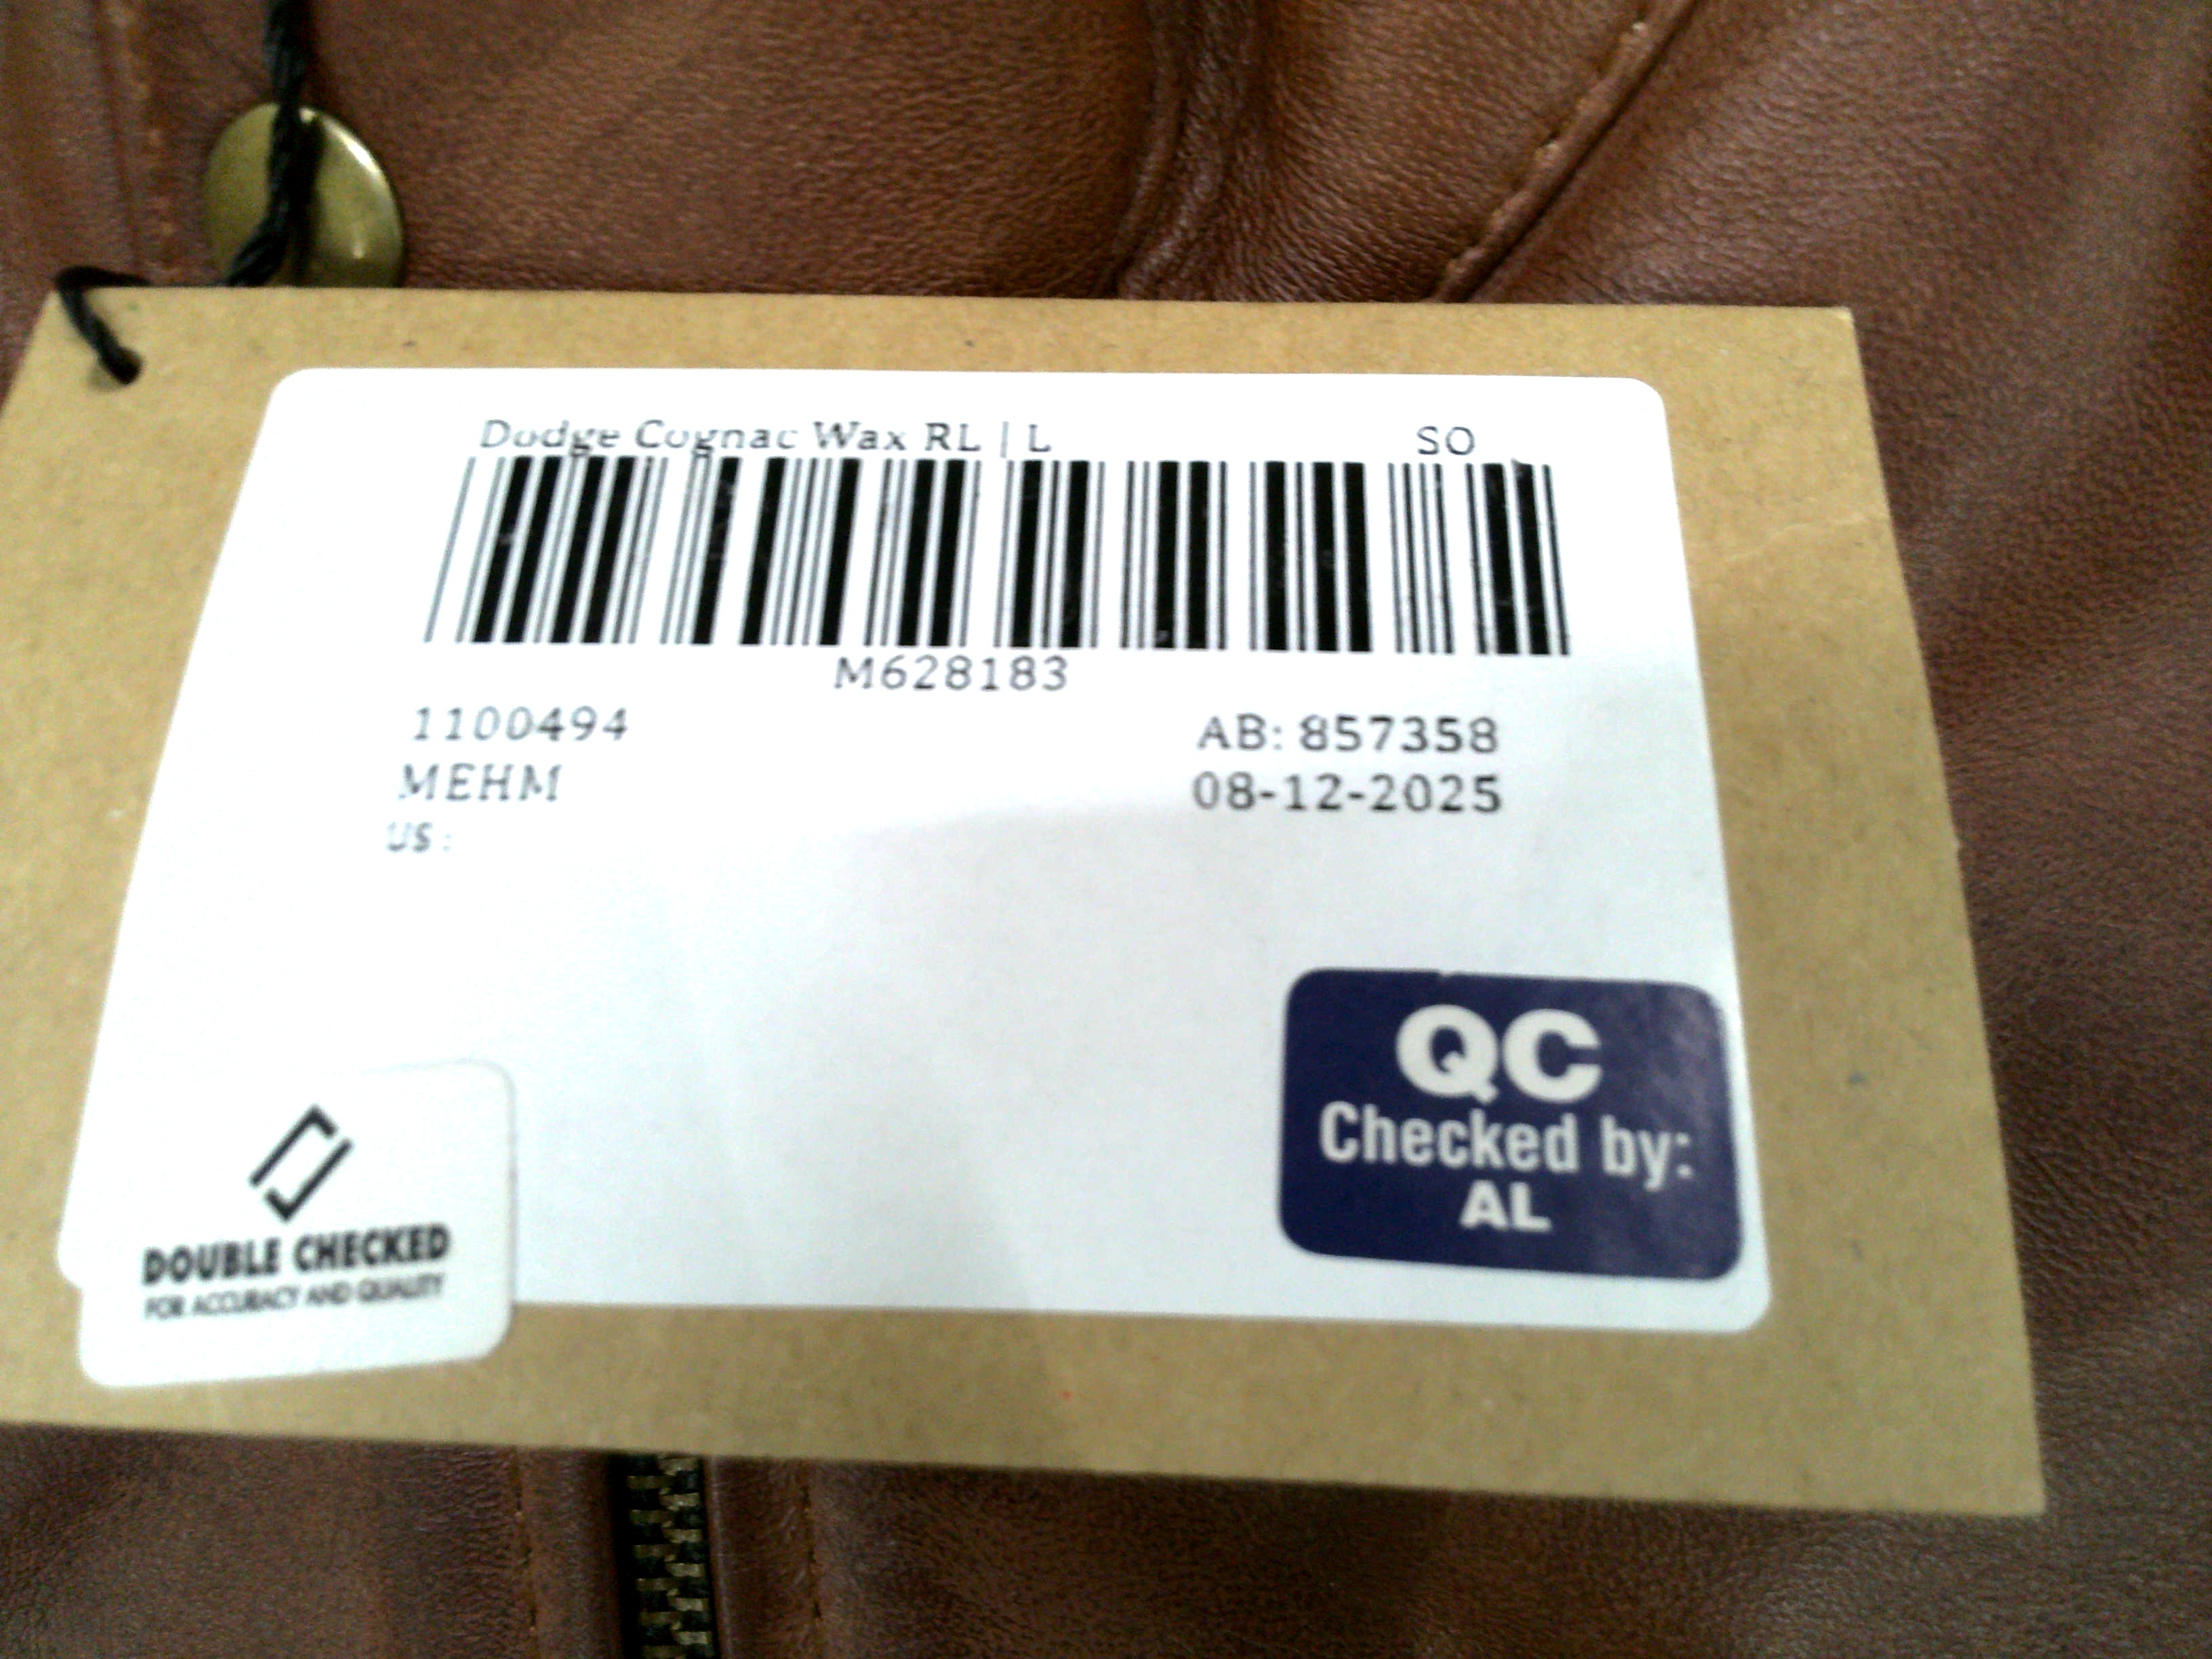 Dodge Cognac Wax RL | L SO
M628183
1100494 AB: 857358
MEHM 08-12-2025
US:
QC
Checked by:
AL
DOUBLE CHECKED
FOR ACCURACY AND QUALITY